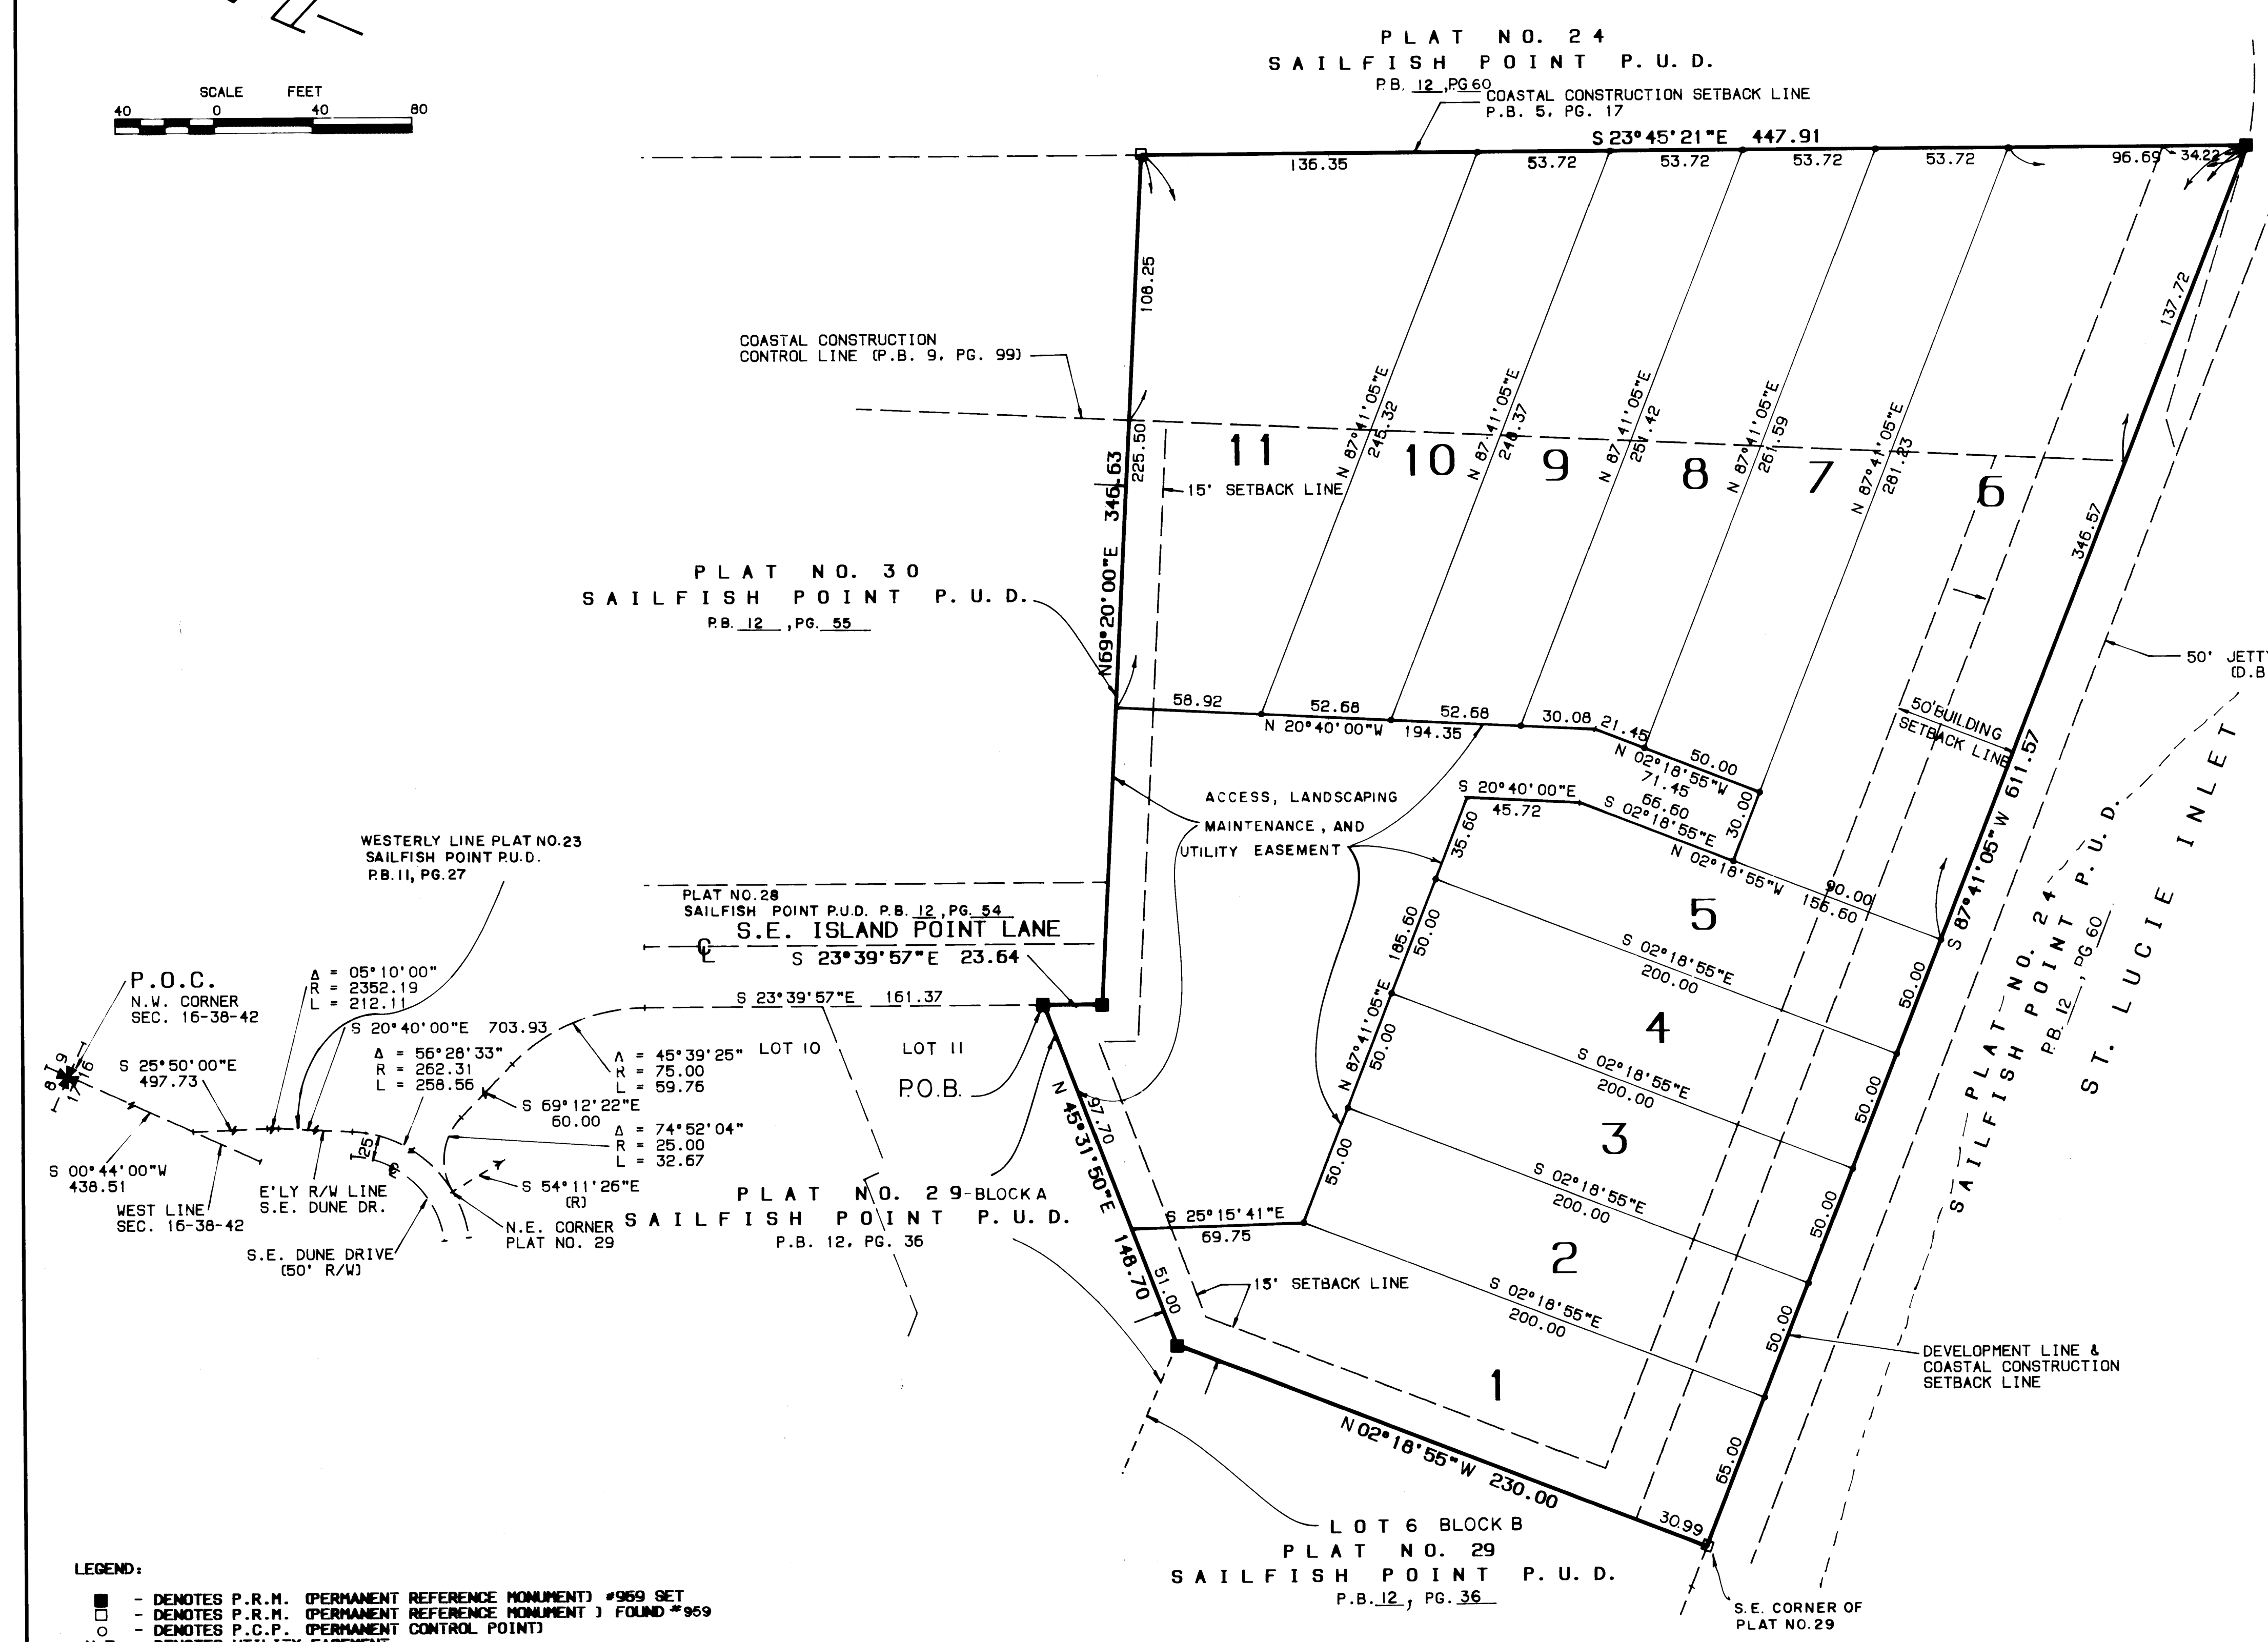 PLAT NO. 24
SAILFISH POINT P.U.D.
P.B. 12, PG 60
COASTAL CONSTRUCTION SETBACK LINE
P.B. 5, PG. 17
SCALE FEET
40 0 40 80
S 23°45'21"E 447.91
136.35 53.72 53.72 53.72 53.72 96.69 34.22
108.25
137.72
COASTAL CONSTRUCTION
CONTROL LINE (P.B. 9, PG. 99)
N 87°41'05"E
245.32
N 87°41'05"E
248.37
N 87°41'05"E
251.42
N 87°41'05"E
261.59
N 87°41'05"E
281.23
11 10 9 8 7 6
225.50
15' SETBACK LINE
N69°20'00"E 346.63
346.57
PLAT NO. 30
SAILFISH POINT P.U.D.
P.B. 12, PG. 55
50' JETTY
(D.B
58.92 52.68 52.68 30.08 21.45 50.00
N 20°40'00"W 194.35
N 02°18'55"W
71.45
50' BUILDING
SETBACK LINE
S 87°41'05"W 611.57
ACCESS, LANDSCAPING
MAINTENANCE, AND
UTILITY EASEMENT
S 20°40'00"E
45.72
66.60
S 02°18'55"E
30.00
35.60
N 02°18'55"W
90.00
156.60
WESTERLY LINE PLAT NO.23
SAILFISH POINT P.U.D.
P.B.11, PG.27
PLAT NO.28
SAILFISH POINT P.U.D. P.B. 12, PG. 54
S.E. ISLAND POINT LANE
S 23°39'57"E 23.64
5
S 02°18'55"E
200.00
185.60
50.00
50.00
P.O.C.
N.W. CORNER
SEC. 16-38-42
Δ = 05°10'00"
R = 2352.19
L = 212.11
S 23°39'57"E 161.37
S 20°40'00"E 703.93
Δ = 56°28'33"
R = 262.31
L = 258.56
Δ = 45°39'25"
R = 75.00
L = 59.76
LOT 10 LOT 11
P.O.B.
N 87°41'05"E
50.00
4
S 02°18'55"E
200.00
50.00
S 25°50'00"E
497.73
9
16
8
17
S 69°12'22"E
60.00
Δ = 74°52'04"
R = 25.00
L = 32.67
N 45°31'50"E 148.70
97.70
50.00
3
S 02°18'55"E
200.00
50.00
S 00°44'00"W
438.51
WEST LINE
SEC. 16-38-42
E'LY R/W LINE
S.E. DUNE DR.
25
S 54°11'26"E
(R)
N.E. CORNER
PLAT NO. 29
S.E. DUNE DRIVE
(50' R/W)
PLAT NO. 29-BLOCK A
SAILFISH POINT P.U.D.
P.B. 12, PG. 36
S 25°15'41"E
69.75
51.00
15' SETBACK LINE
2
S 02°18'55"E
200.00
50.00
PLAT NO. 24
SAILFISH POINT P.U.D.
P.B. 12, PG 60
ST. LUCIE INLET
DEVELOPMENT LINE &
COASTAL CONSTRUCTION
SETBACK LINE
1
65.00
N 02°18'55"W 230.00
30.99
LOT 6 BLOCK B
PLAT NO. 29
SAILFISH POINT P.U.D.
P.B. 12, PG. 36
S.E. CORNER OF
PLAT NO.29
LEGEND:
- DENOTES P.R.M. (PERMANENT REFERENCE MONUMENT) #959 SET
- DENOTES P.R.M. (PERMANENT REFERENCE MONUMENT) FOUND #959
- DENOTES P.C.P. (PERMANENT CONTROL POINT)
- DENOTES UTILITY EASEMENT